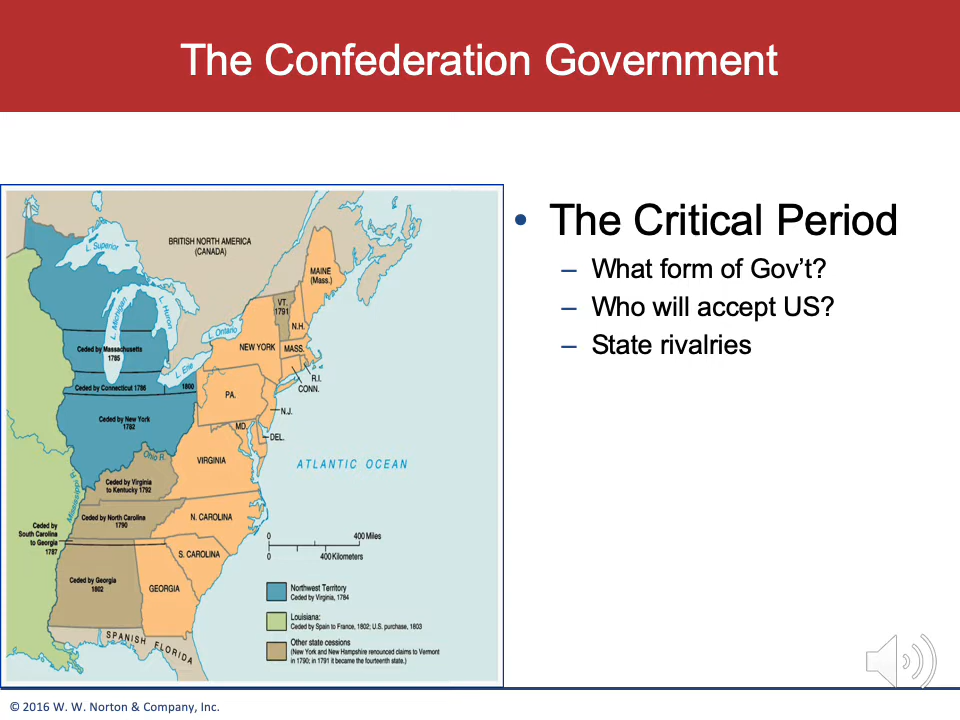 The Confederation Government
• The Critical Period
– What form of Gov’t?
– Who will accept US?
– State rivalries
BRITISH NORTH AMERICA
(CANADA)
L. Superior
L. Michigan
L. Huron
L. Ontario
L. Erie
MAINE
(Mass.)
VT.
1791
N.H.
NEW YORK
MASS.
R.I.
CONN.
PA.
N.J.
MD.
DEL.
VIRGINIA
ATLANTIC OCEAN
Ceded by Massachusetts
1785
Ceded by Connecticut 1786
1800
Ceded by New York
1782
Ohio R.
Mississippi R.
Ceded by Virginia
to Kentucky 1792
Ceded by North Carolina
1790
N. CAROLINA
Ceded by
South Carolina
to Georgia
1787
S. CAROLINA
Ceded by Georgia
1802
GEORGIA
SPANISH FLORIDA
0 400 Miles
0 400 Kilometers
Northwest Territory
Ceded by Virginia, 1784
Louisiana:
Ceded by Spain to France, 1802; U.S. purchase, 1803
Other state cessions
(New York and New Hampshire renounced claims to Vermont
in 1790; in 1791 it became the fourteenth state.)
© 2016 W. W. Norton & Company, Inc.